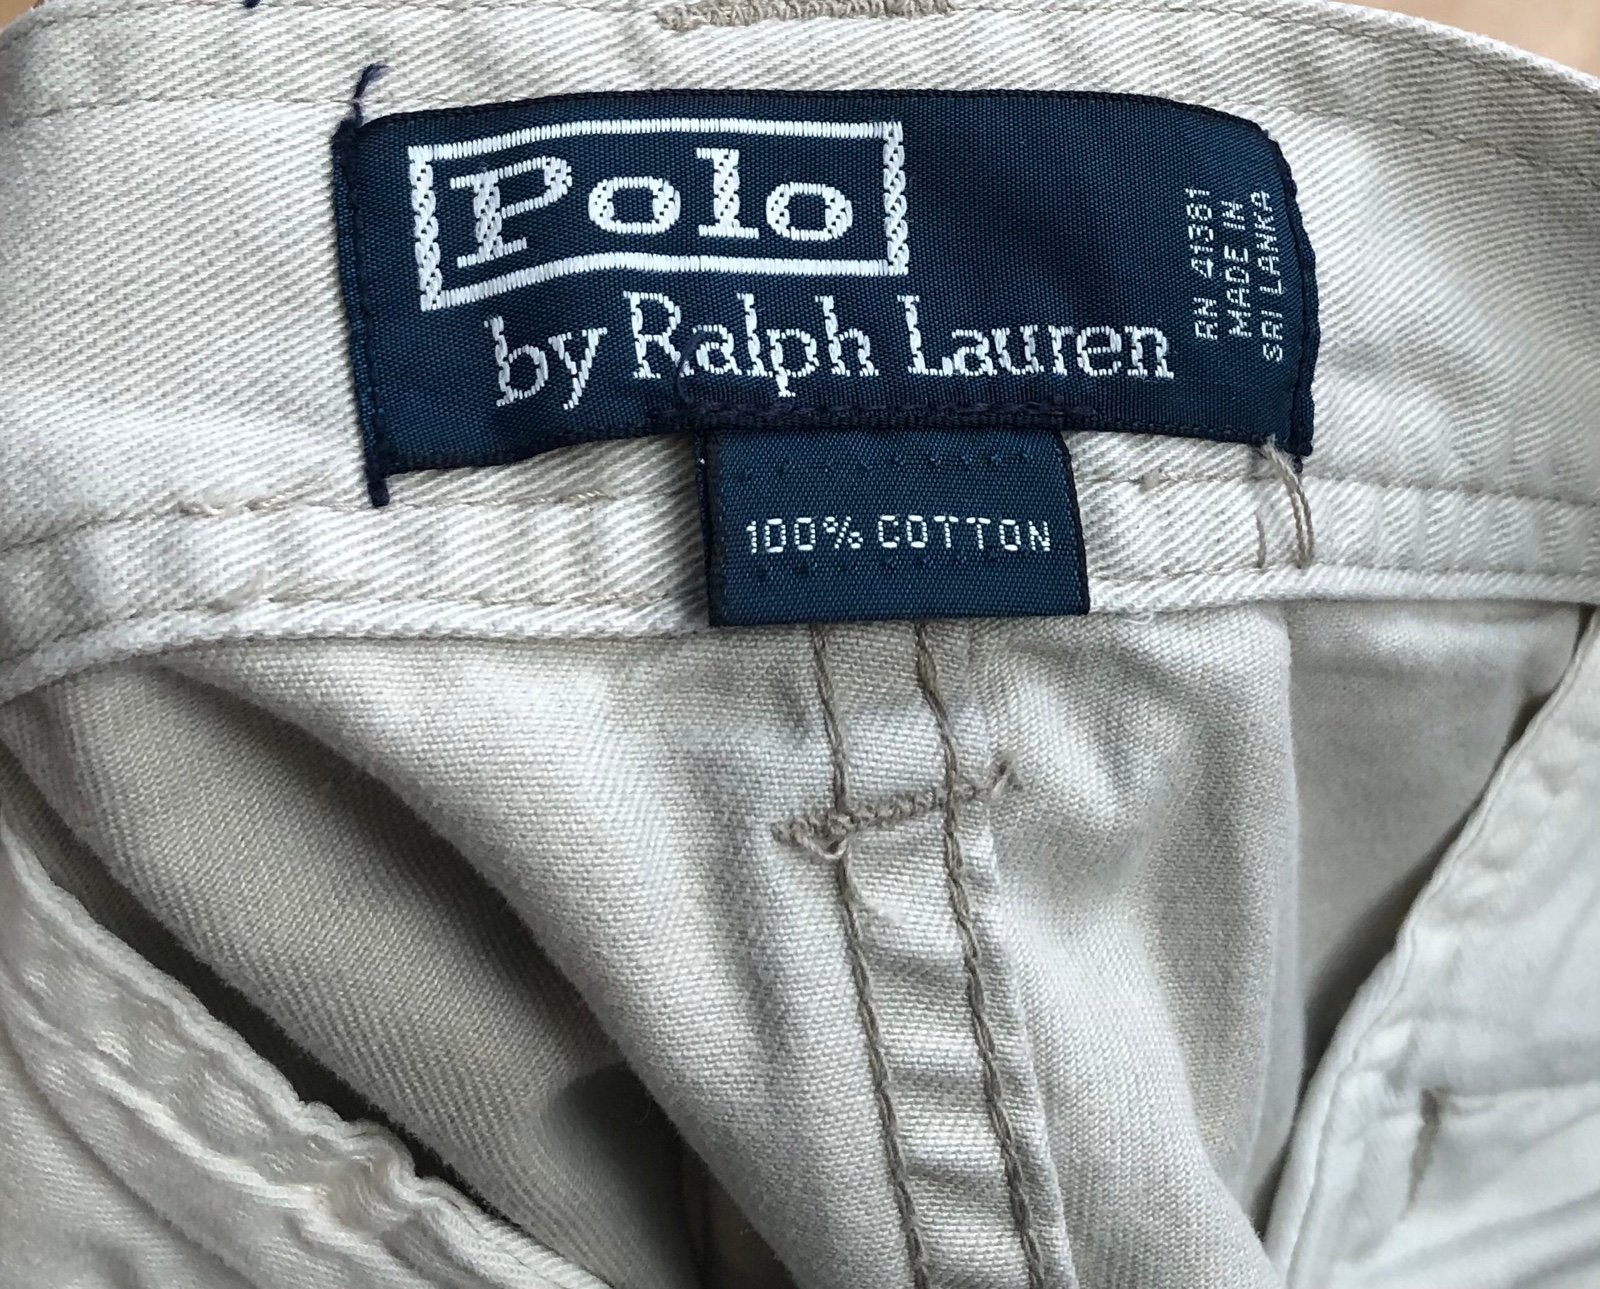 Polo
by Ralph Lauren
RN 41381
MADE IN
SRI LANKA
100% COTTON